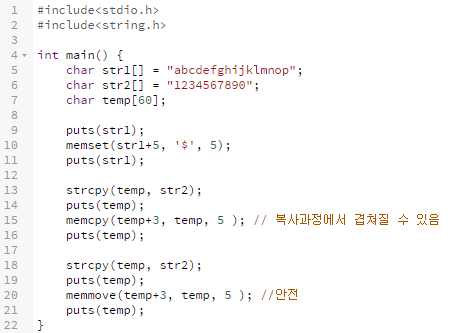 1 #include<stdio.h>
2 #include<string.h>
3
4 int main() {
5 char str1[] = "abcdefghijklmnop";
6 char str2[] = "1234567890";
7 char temp[60];
8
9 puts(str1);
10 memset(str1+5, '$', 5);
11 puts(str1);
12
13 strcpy(temp, str2);
14 puts(temp);
15 memcpy(temp+3, temp, 5 ); // 복사과정에서 겹쳐질 수 있음
16 puts(temp);
17
18 strcpy(temp, str2);
19 puts(temp);
20 memmove(temp+3, temp, 5 ); //안전
21 puts(temp);
22 }